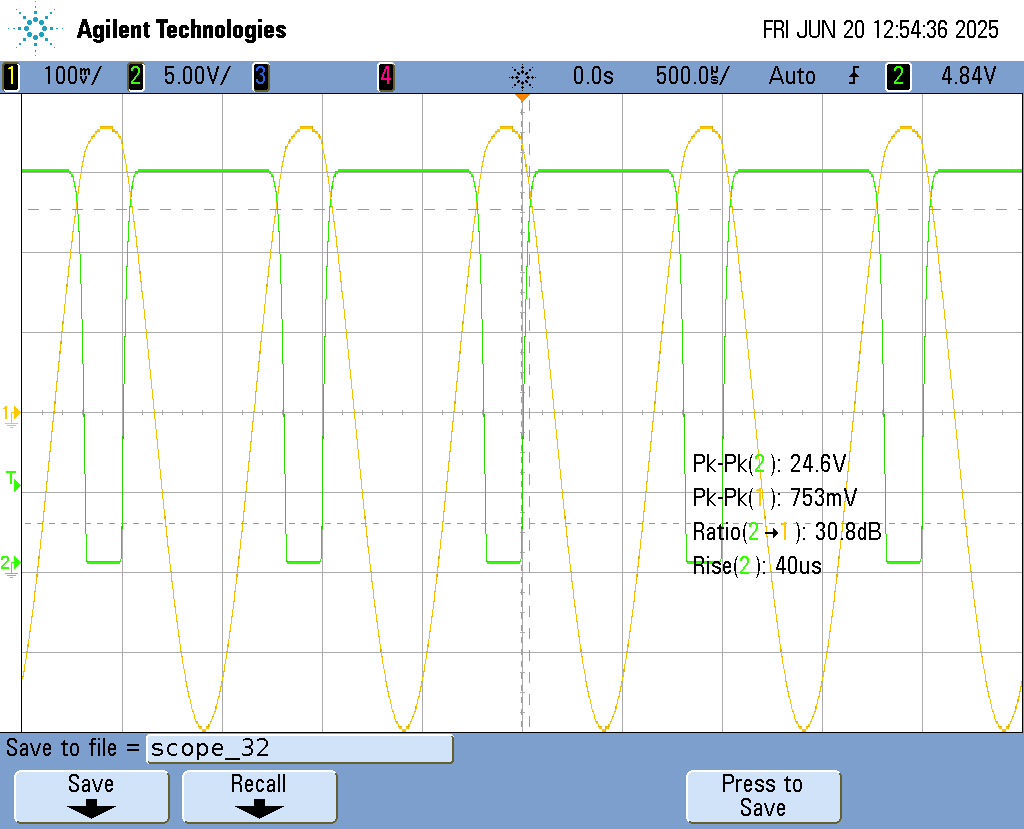 Agilent Technologies
FRI JUN 20 12:54:36 2025
1 100mV/ 2 5.00V/ 3 4 0.0s 500.0µs/ Auto 2 4.84V
1
T
2
Pk-Pk(2): 24.6V
Pk-Pk(1): 753mV
Ratio(2→1): 30.8dB
Rise(2): 40us
Save to file = scope_32
Save
Recall
Press to
Save